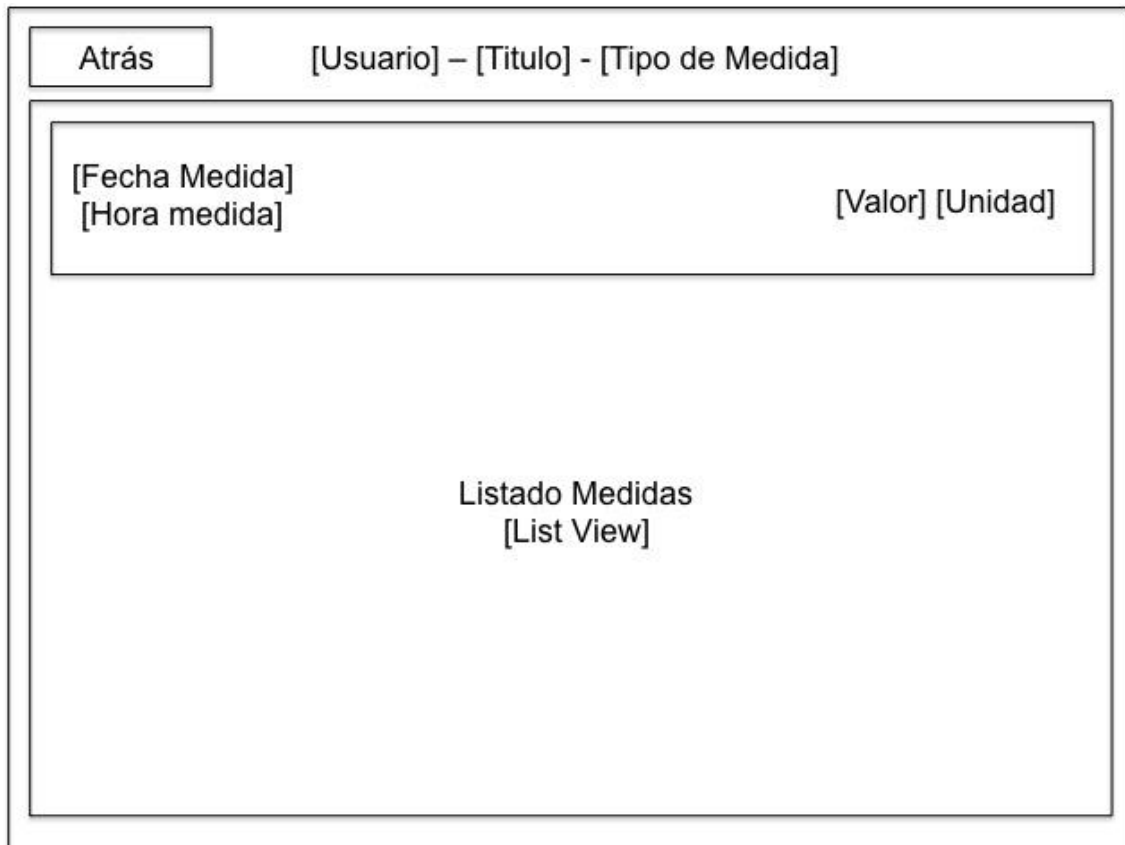 Atrás
[Usuario] – [Titulo] - [Tipo de Medida]
[Fecha Medida]
[Hora medida]
[Valor] [Unidad]
Listado Medidas
[List View]